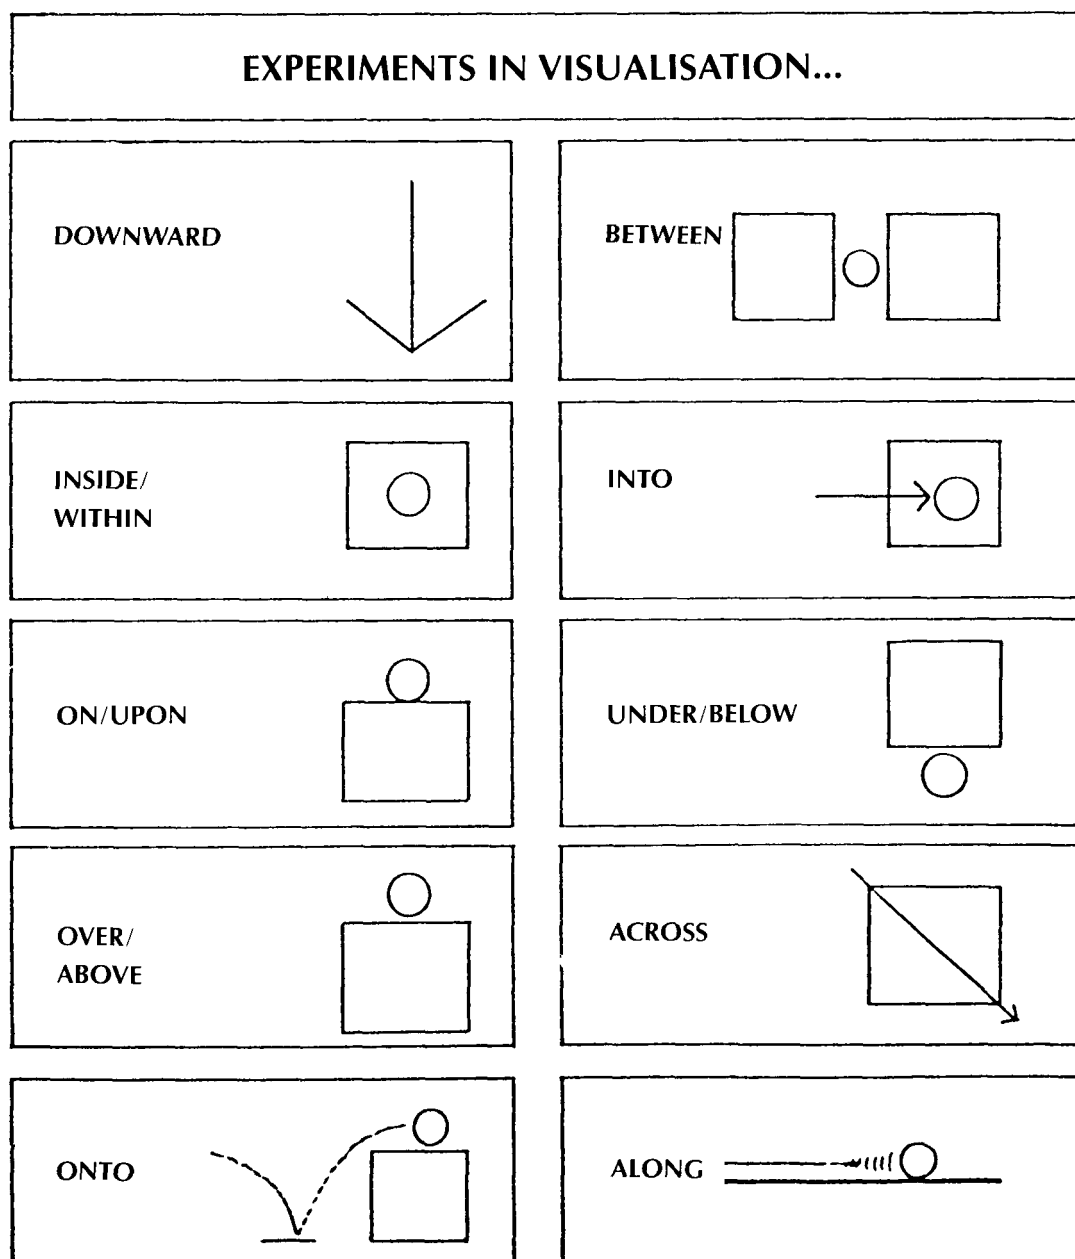 EXPERIMENTS IN VISUALISATION...
DOWNWARD
BETWEEN
INSIDE/
WITHIN
INTO
ON/UPON
UNDER/BELOW
OVER/
ABOVE
ACROSS
ONTO
ALONG